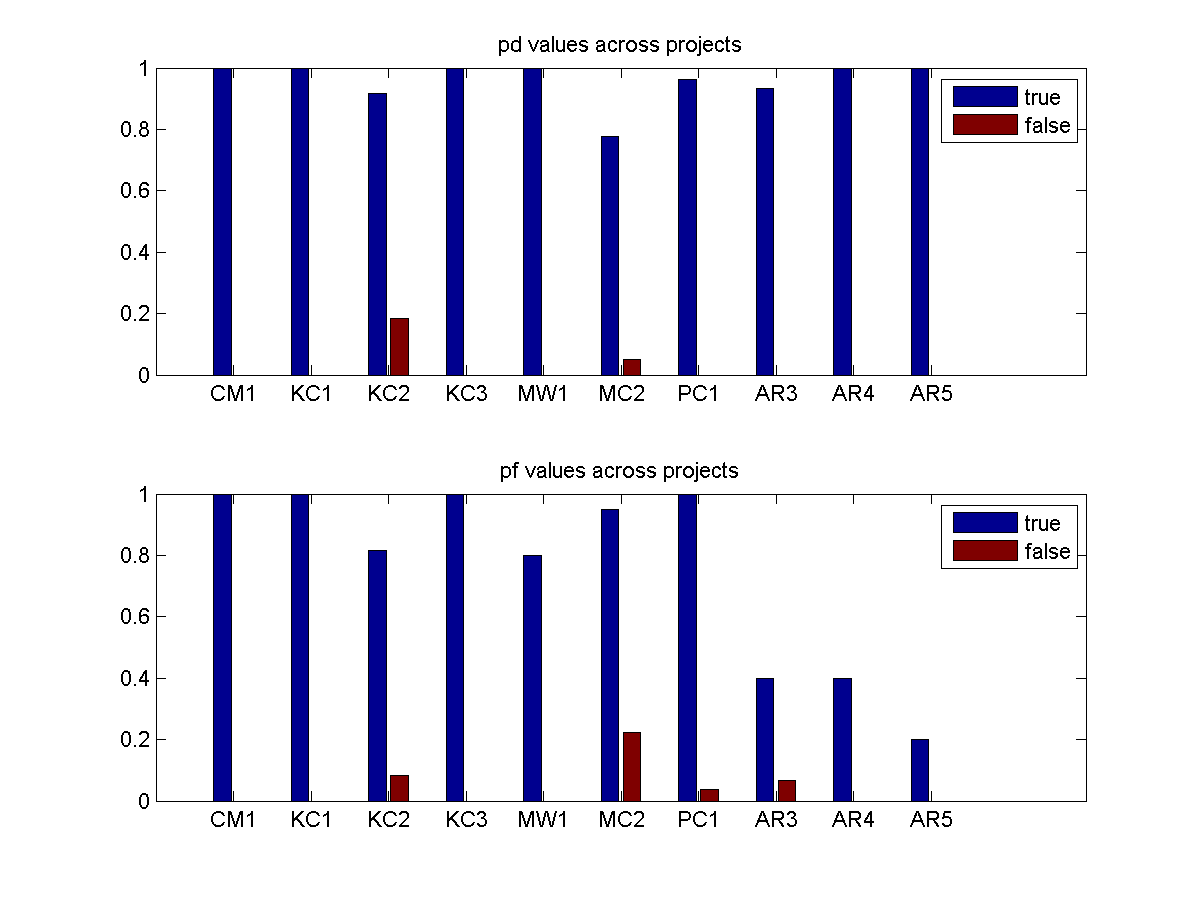 pd values across projects
1
0.8
0.6
0.4
0.2
0
true
false
CM1 KC1 KC2 KC3 MW1 MC2 PC1 AR3 AR4 AR5
pf values across projects
1
0.8
0.6
0.4
0.2
0
true
false
CM1 KC1 KC2 KC3 MW1 MC2 PC1 AR3 AR4 AR5